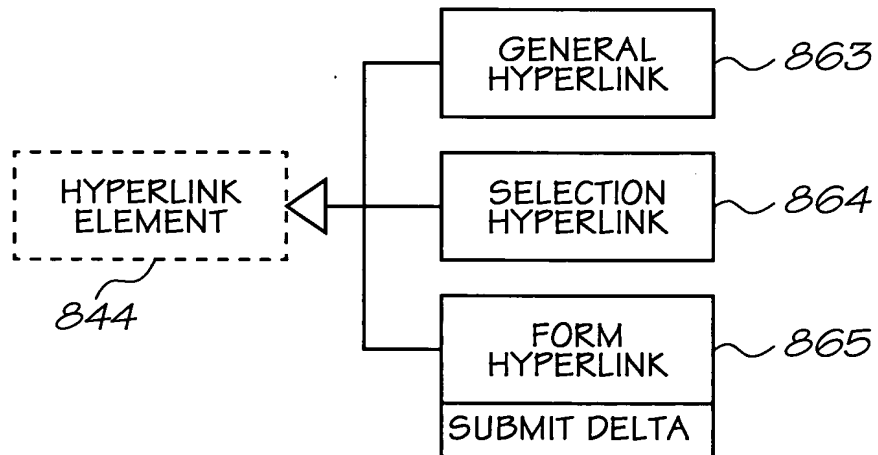 GENERAL
HYPERLINK
863
HYPERLINK
ELEMENT
844
SELECTION
HYPERLINK
864
FORM
HYPERLINK
865
SUBMIT DELTA